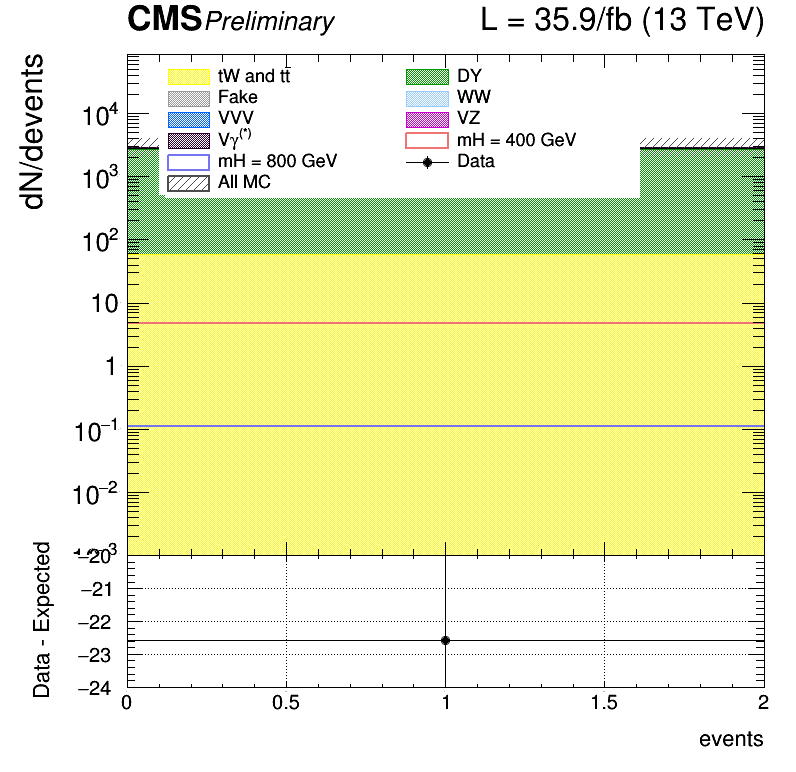 CMS Preliminary L = 35.9/fb (13 TeV)
dN/devents
tW and tt̄ DY
Fake WW
VVV VZ
Vγ(*) mH = 400 GeV
mH = 800 GeV Data
All MC
10⁴
10³
10²
10
1
10⁻¹
10⁻²
−20
−21
−22
−23
−24
Data - Expected
0 0.5 1 1.5 2
events